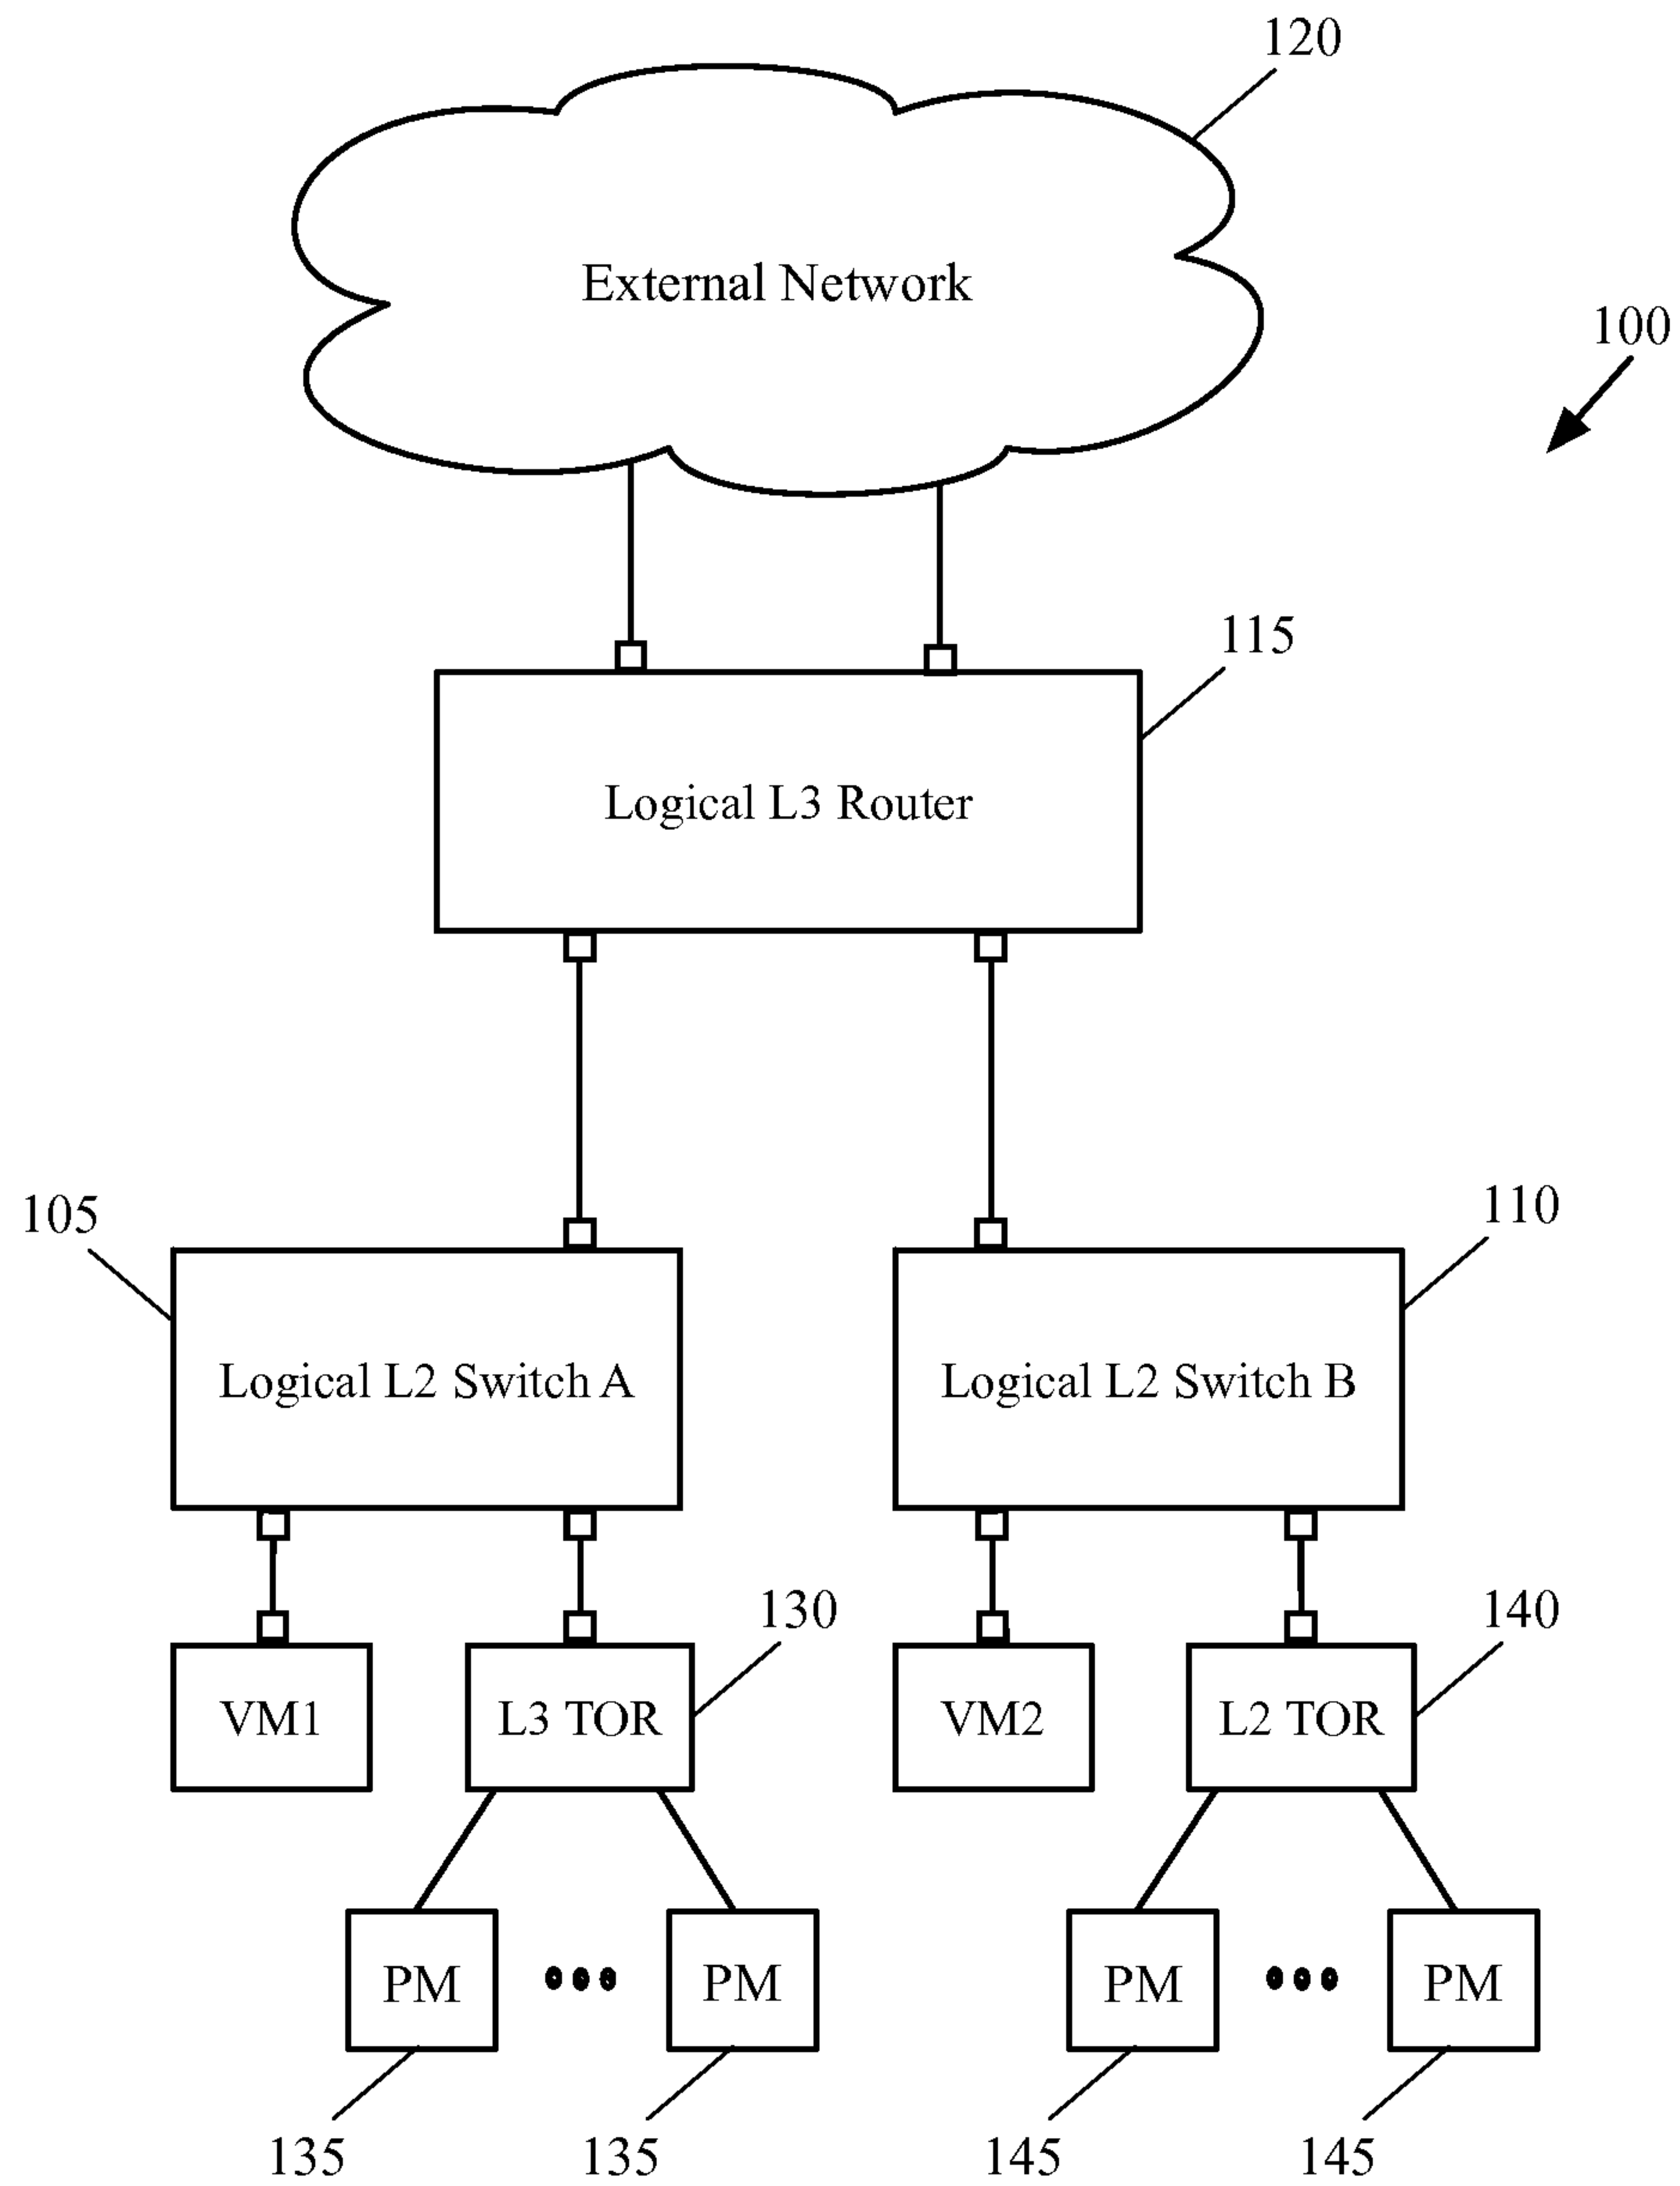 120
External Network
100
115
Logical L3 Router
105
110
Logical L2 Switch A
Logical L2 Switch B
130
140
VM1
L3 TOR
VM2
L2 TOR
PM
PM
PM
PM
135
135
145
145